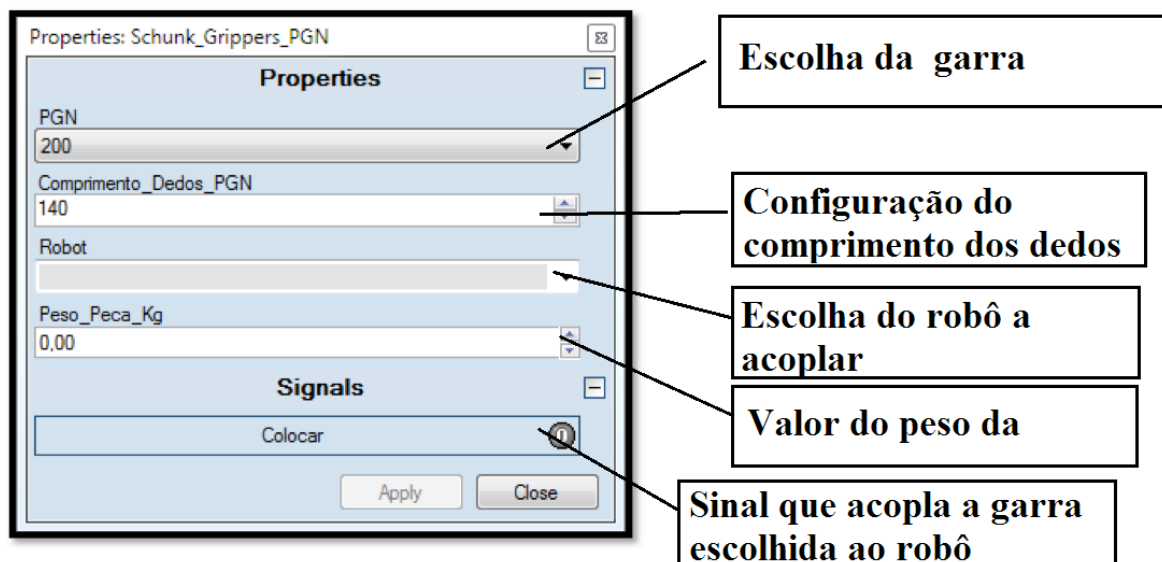 Properties: Schunk_Grippers_PGN
Properties
PGN
200
Comprimento_Dedos_PGN
140
Robot
Peso_Peca_Kg
0,00
Signals
Colocar
0
Apply
Close
Escolha da garra
Configuração do
comprimento dos dedos
Escolha do robô a
acoplar
Valor do peso da
Sinal que acopla a garra
escolhida ao robô